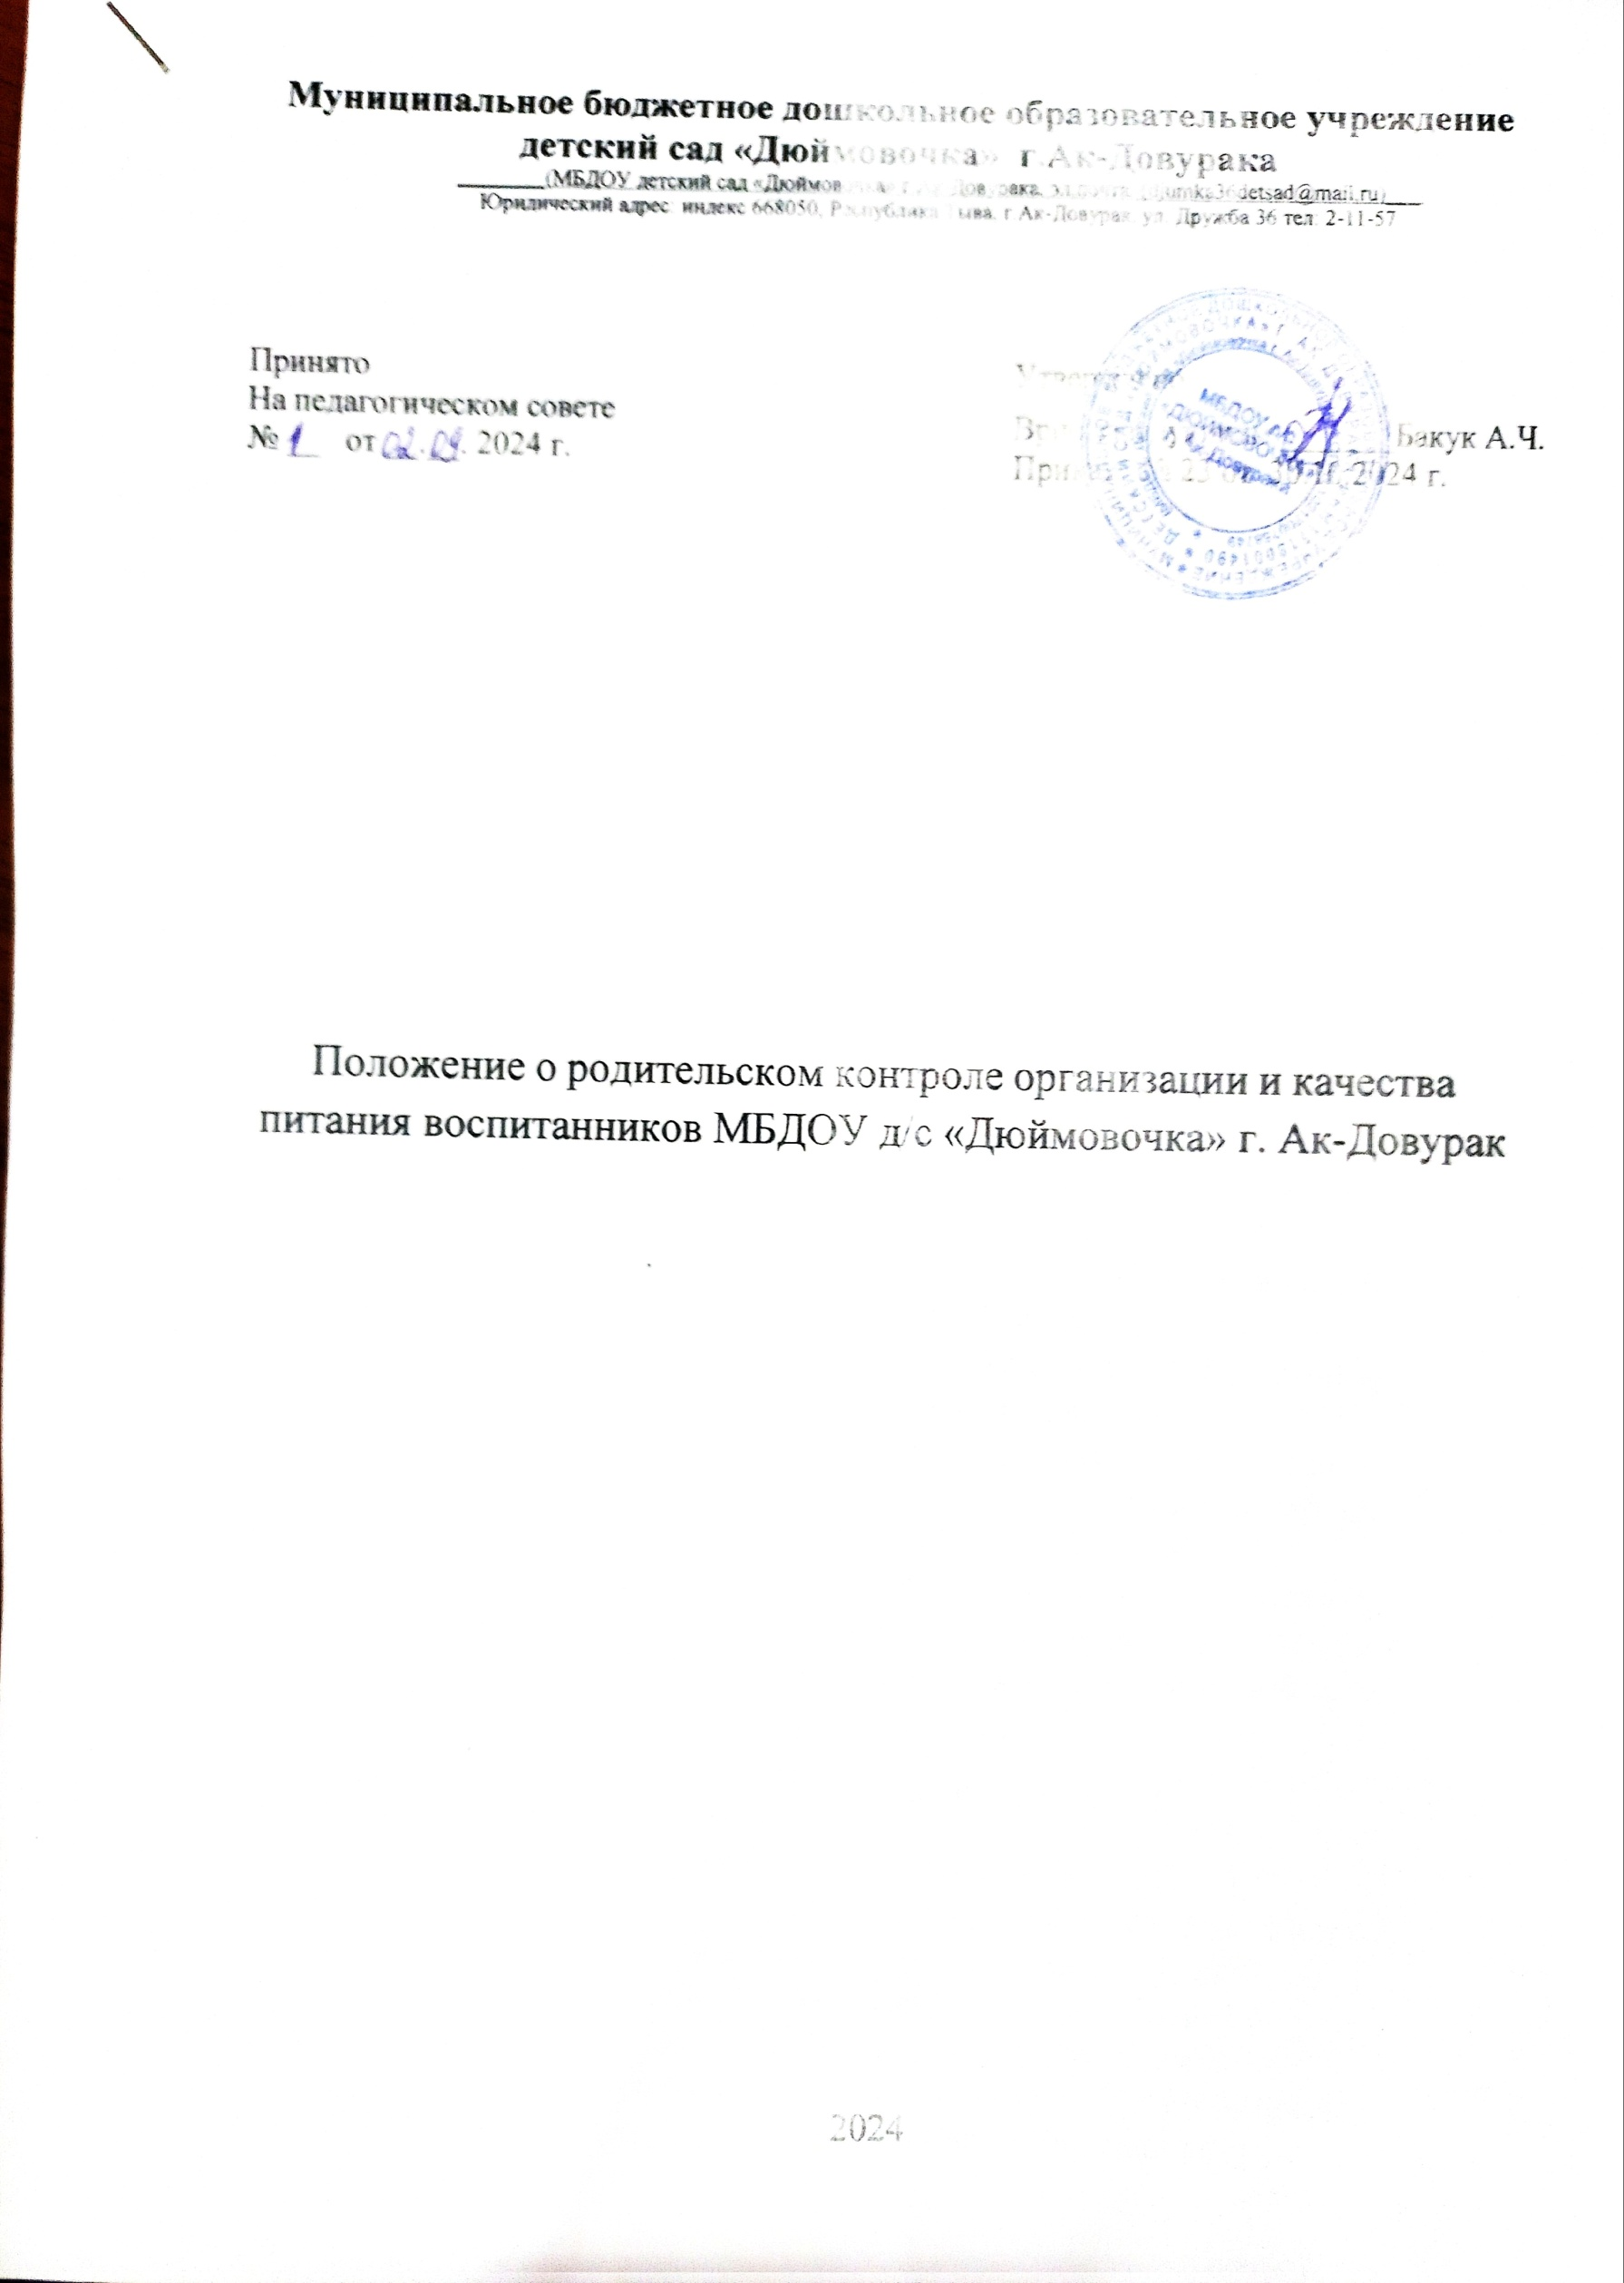 Муниципальное бюджетное дошкольное образовательное учреждение
детский сад «Дюймовочка» г.Ак-Довурака
(МБДОУ детский сад «Дюймовочка» г.Ак-Довурака, эл.почта:
Юридический адрес: индекс 668050, Республика Тыва, г.Ак-Довурак, ул. Дружба 36 тел: 2-11-57
Принято
На педагогическом совете
№ 1 от 02.09. 2024 г.
Бакук А.Ч.
2024 г.
МБДОУ
Положение о родительском контроле организации и качества
питания воспитанников МБДОУ д/с «Дюймовочка» г. Ак-Довурак
2024